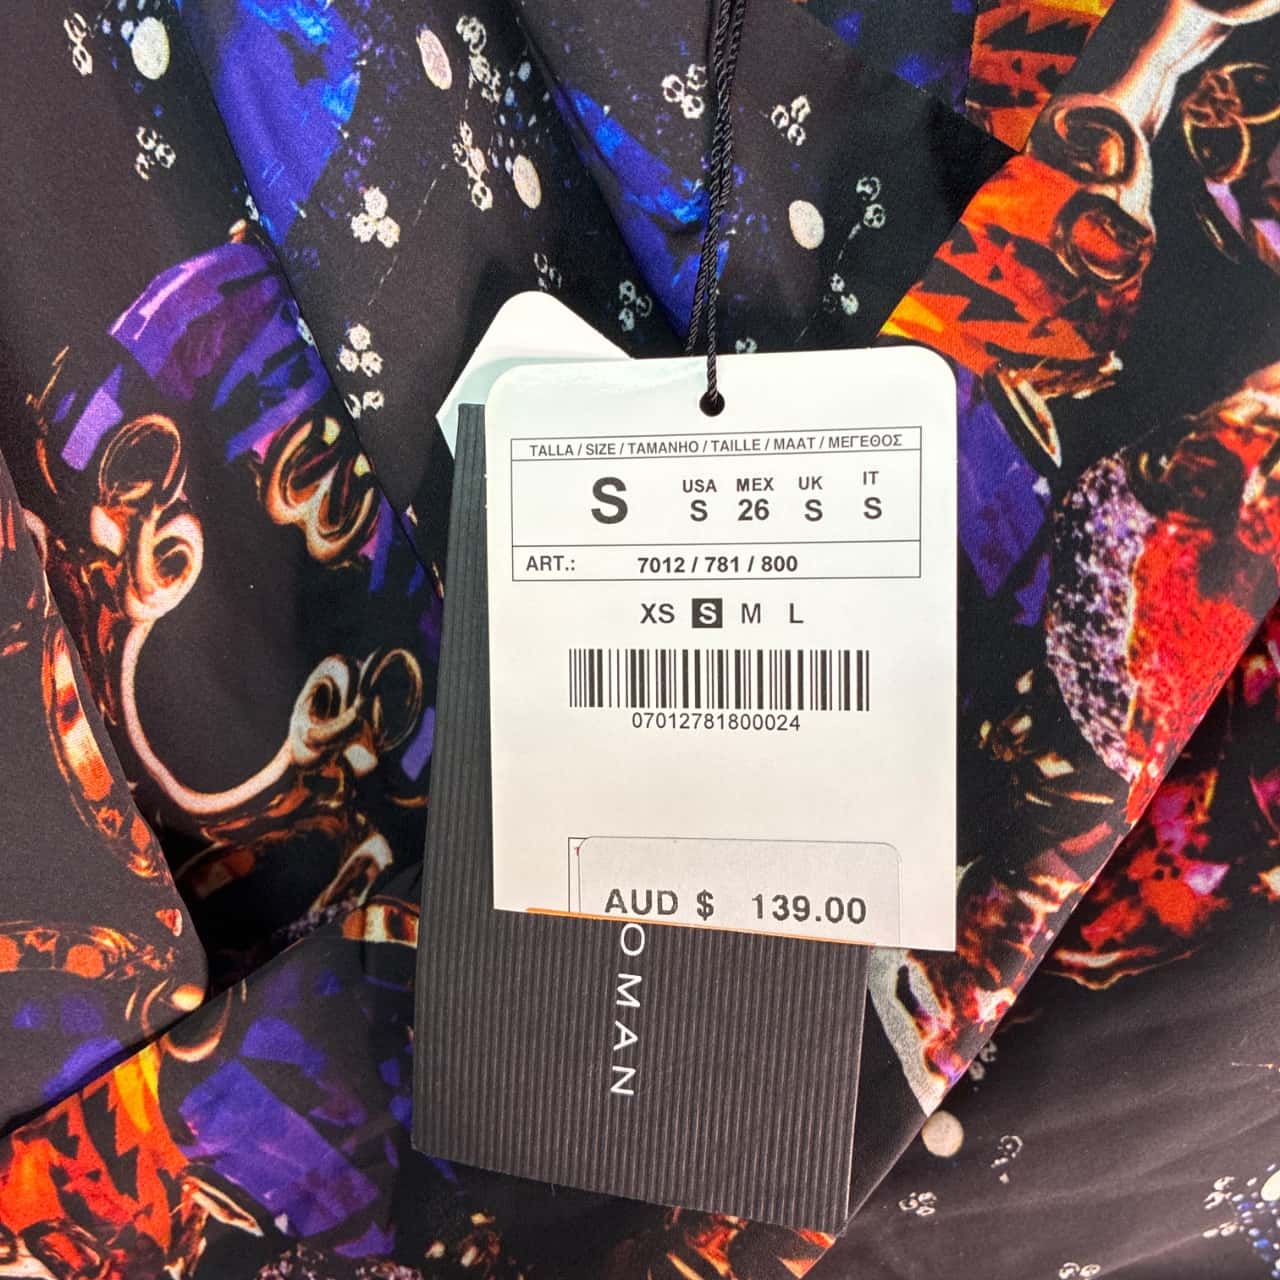 TALLA / SIZE / TAMANHO / TAILLE / MAAT / ΜΕΓΕΘΟΣ
S USA S MEX 26 UK S IT S
ART.: 7012 / 781 / 800
XS S M L
07012781800024
AUD $ 139.00
OMAN